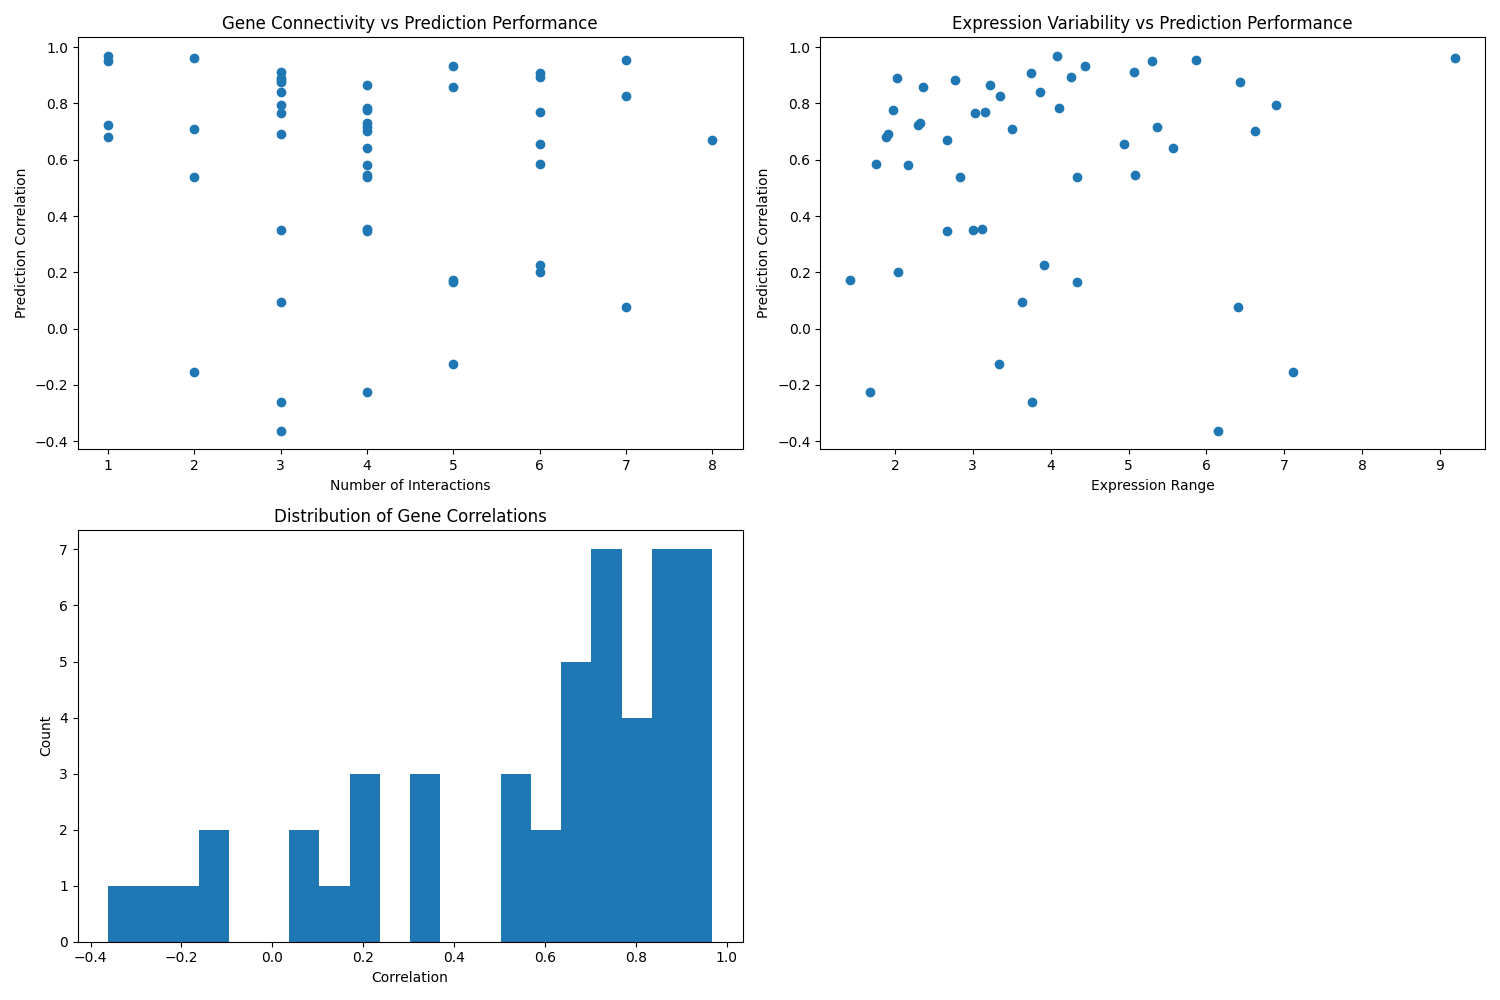 Gene Connectivity vs Prediction Performance
Prediction Correlation
1.0
0.8
0.6
0.4
0.2
0.0
−0.2
−0.4
1 2 3 4 5 6 7 8
Number of Interactions
Expression Variability vs Prediction Performance
Prediction Correlation
1.0
0.8
0.6
0.4
0.2
0.0
−0.2
−0.4
2 3 4 5 6 7 8 9
Expression Range
Distribution of Gene Correlations
Count
7
6
5
4
3
2
1
0
−0.4 −0.2 0.0 0.2 0.4 0.6 0.8 1.0
Correlation